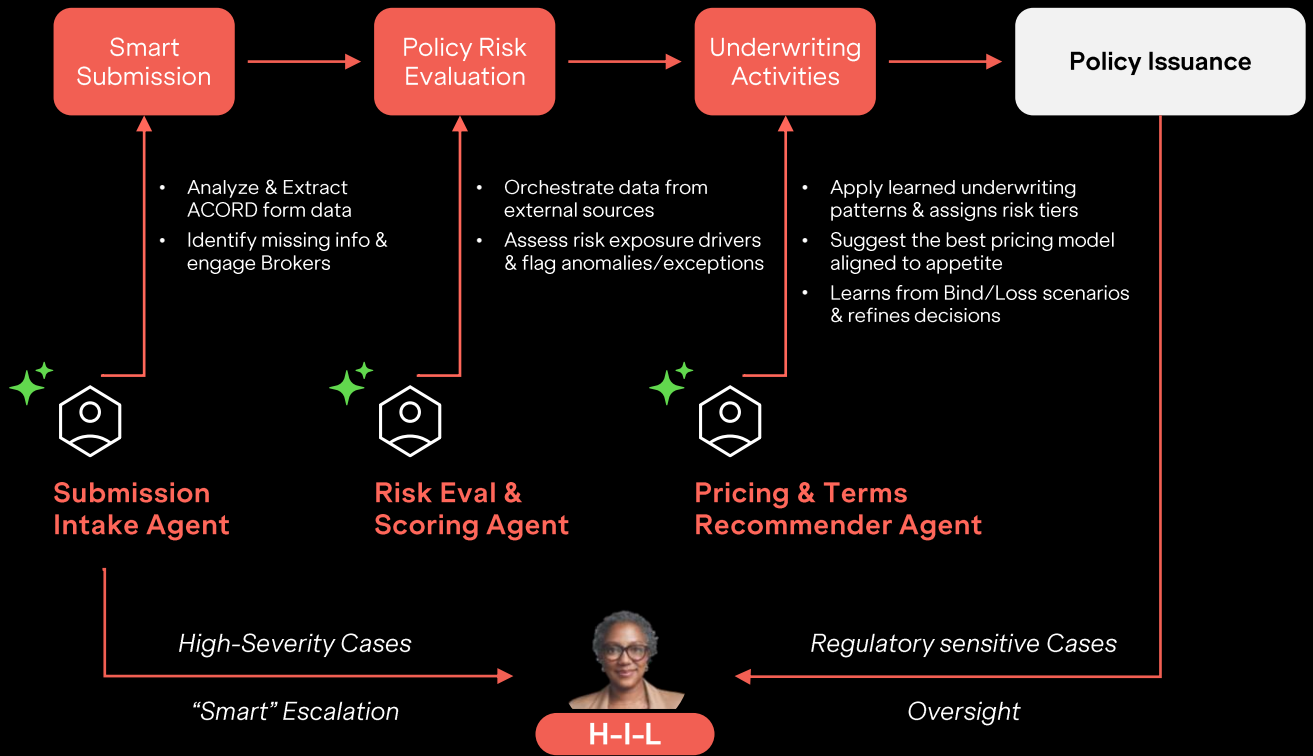 Smart
Submission
Policy Risk
Evaluation
Underwriting
Activities
Policy Issuance
• Analyze & Extract
ACORD form data
• Identify missing info &
engage Brokers
• Orchestrate data from
external sources
• Assess risk exposure drivers
& flag anomalies/exceptions
• Apply learned underwriting
patterns & assigns risk tiers
• Suggest the best pricing model
aligned to appetite
• Learns from Bind/Loss scenarios
& refines decisions
Submission
Intake Agent
Risk Eval &
Scoring Agent
Pricing & Terms
Recommender Agent
High-Severity Cases
“Smart” Escalation
H-I-L
Regulatory sensitive Cases
Oversight